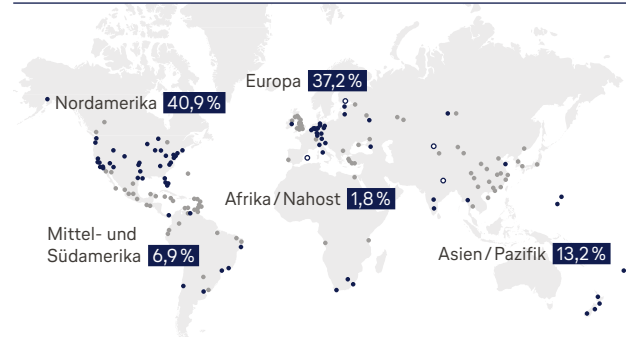 Europa 37,2 %
Nordamerika 40,9 %
Afrika / Nahost 1,8 %
Mittel- und
Südamerika 6,9 %
Asien / Pazifik 13,2 %